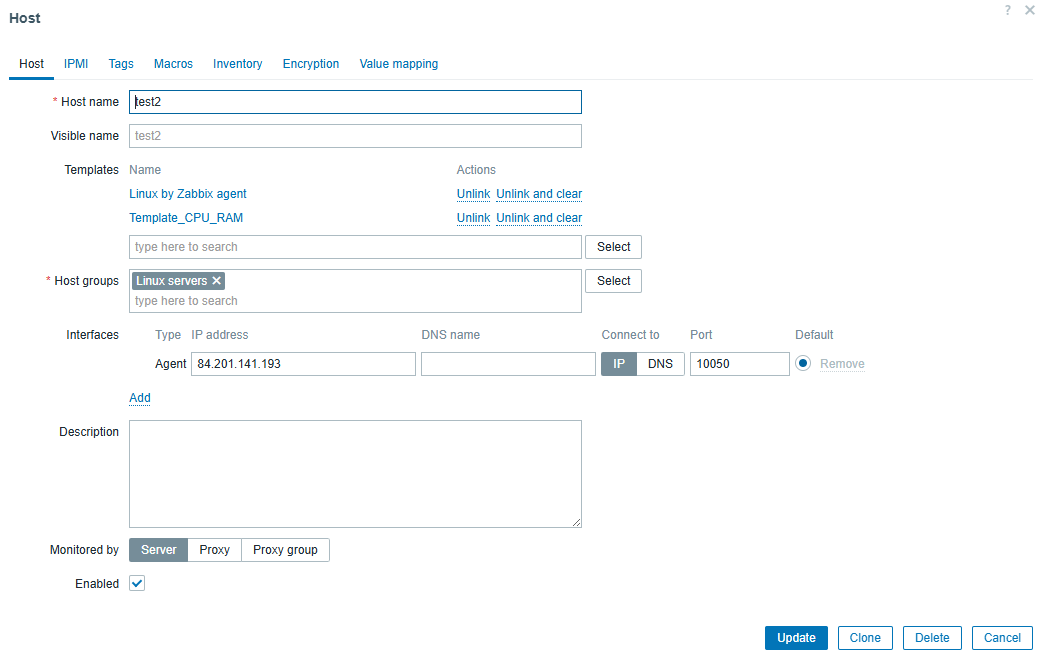 Host
?
Host IPMI Tags Macros Inventory Encryption Value mapping
* Host name test2
Visible name test2
Templates Name Actions
Linux by Zabbix agent Unlink Unlink and clear
Template_CPU_RAM Unlink Unlink and clear
type here to search Select
* Host groups Linux servers Select
type here to search
Interfaces Type IP address DNS name Connect to Port Default
Agent 84.201.141.193 IP DNS 10050 Remove
Add
Description
Monitored by Server Proxy Proxy group
Enabled
Update Clone Delete Cancel